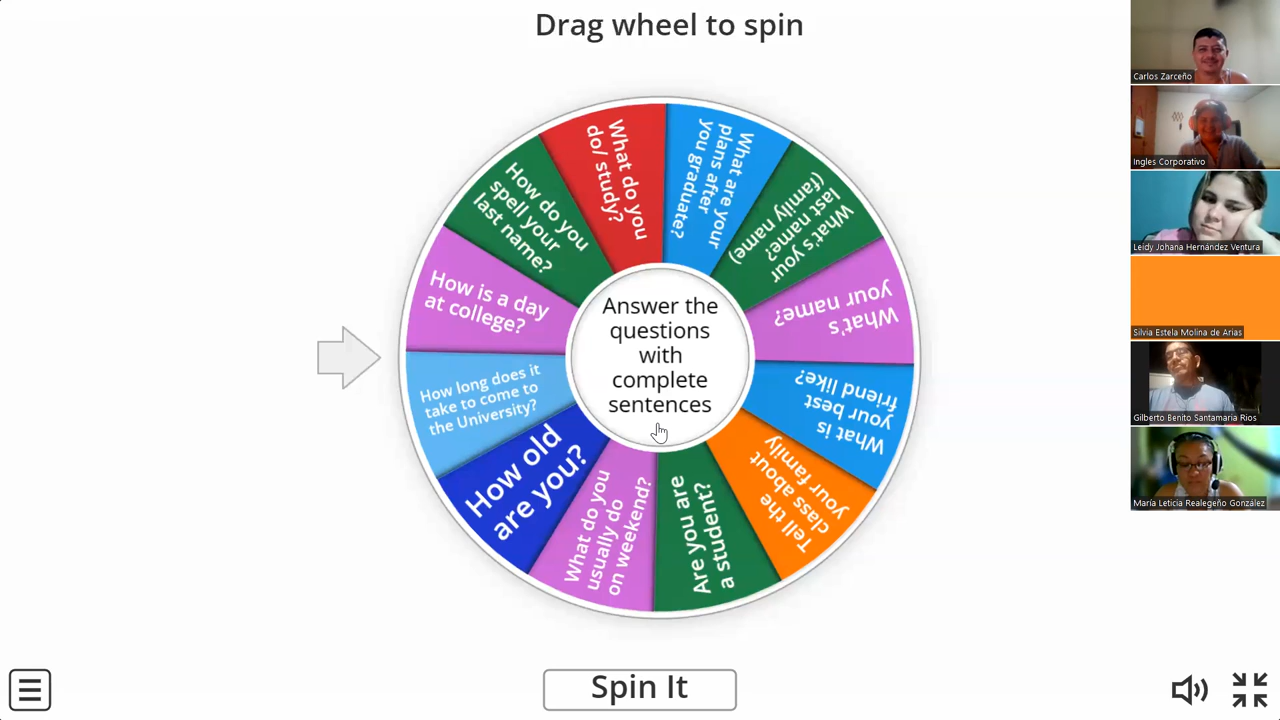 Drag wheel to spin
What do you
do/ study?
What are your
plans after
you graduate?
What's your
last name?
(family name)
What's
your name?
What is
your best
friend like?
Tell the
class about
your family
Are you are
a student?
What do you
usually do
on weekend?
How old
are you?
How long does it
take to come to
the University?
How is a day
at college?
How do you
spell your
last name?
Answer the
questions
with
complete
sentences
Spin It
Carlos Zarceño
Ingles Corporativo
Leidy Johana Hernández Ventura
Silvia Estela Molina de Arias
Gilberto Benito Santamaria Rios
María Leticia Realegeño González